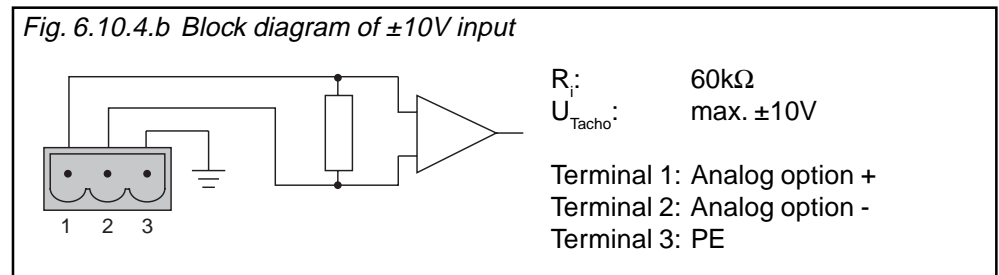 Fig. 6.10.4.b Block diagram of ±10V input
Ri: 60kΩ
UTacho: max. ±10V
Terminal 1: Analog option +
Terminal 2: Analog option -
Terminal 3: PE
1 2 3